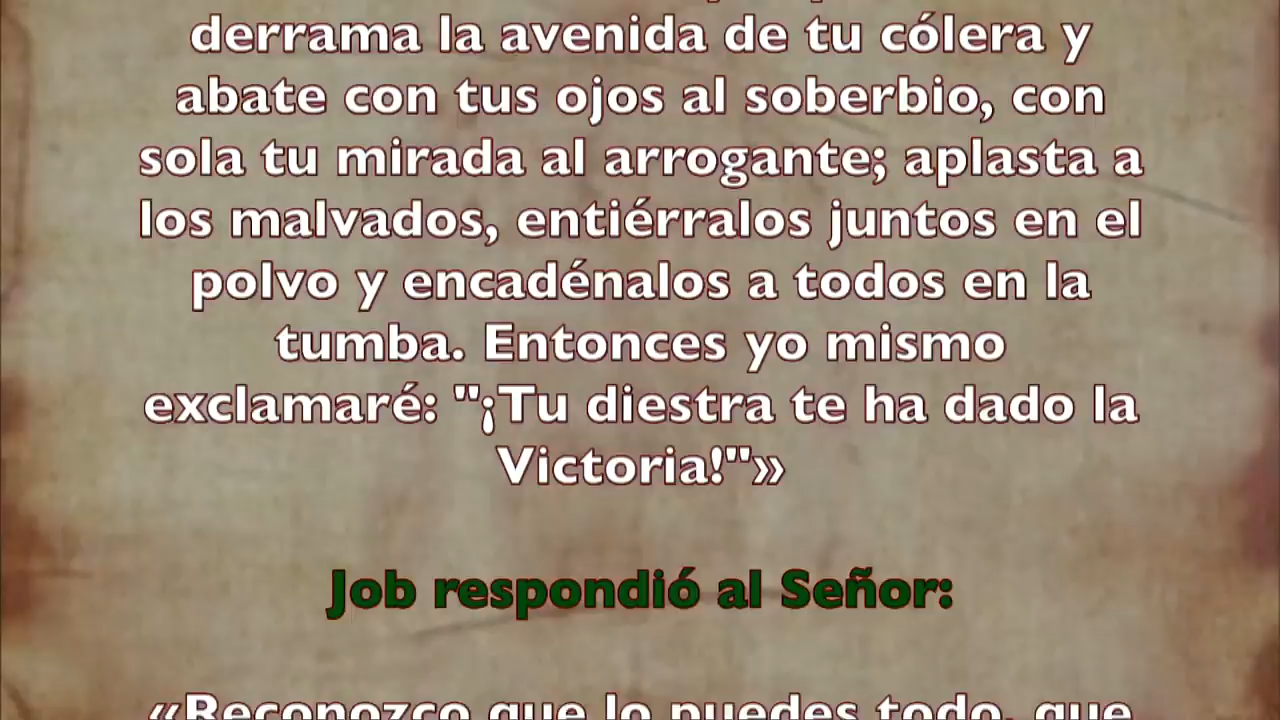 derrama la avenida de tu cólera y
abate con tus ojos al soberbio, con
sola tu mirada al arrogante; aplasta a
los malvados, entiérralos juntos en el
polvo y encadénalos a todos en la
tumba. Entonces yo mismo
exclamaré: "¡Tu diestra te ha dado la
Victoria!"»
Job respondió al Señor:
«Reconozco que lo puedes todo, que